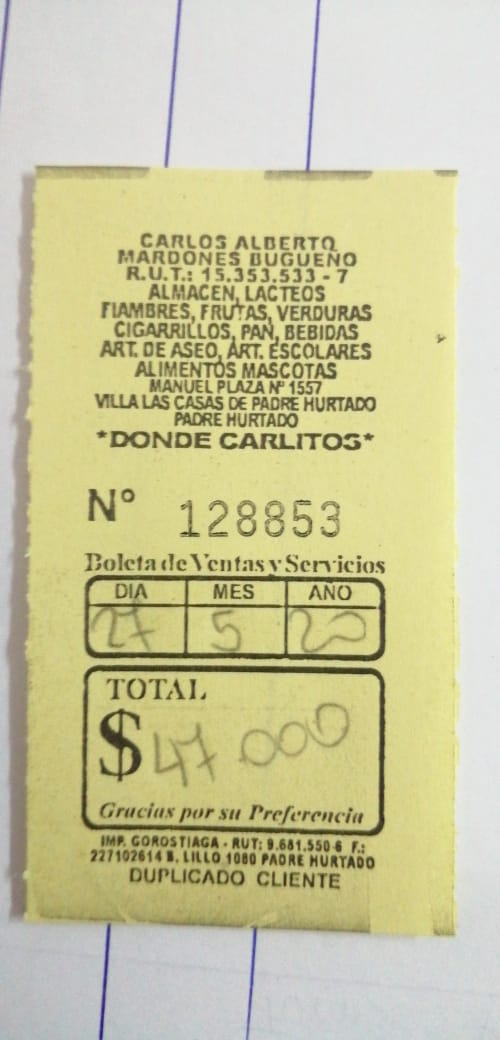 CARLOS ALBERTO
MARDONES BUGUEÑO
R.U.T.: 15.353.533 - 7
ALMACEN, LACTEOS
FIAMBRES, FRUTAS, VERDURAS
CIGARRILLOS, PAN, BEBIDAS
ART. DE ASEO, ART. ESCOLARES
ALIMENTOS MASCOTAS
MANUEL PLAZA Nº 1557
VILLA LAS CASAS DE PADRE HURTADO
PADRE HURTADO
*DONDE CARLITOS*
Nº 128853
Boleta de Ventas y Servicios
DIA MES AÑO
27 5 20
TOTAL
$ 47.000
Gracias por su Preferencia
IMP. GOROSTIAGA - RUT: 9.681.550-6 F.:
227102614 B. LILLO 1080 PADRE HURTADO
DUPLICADO CLIENTE